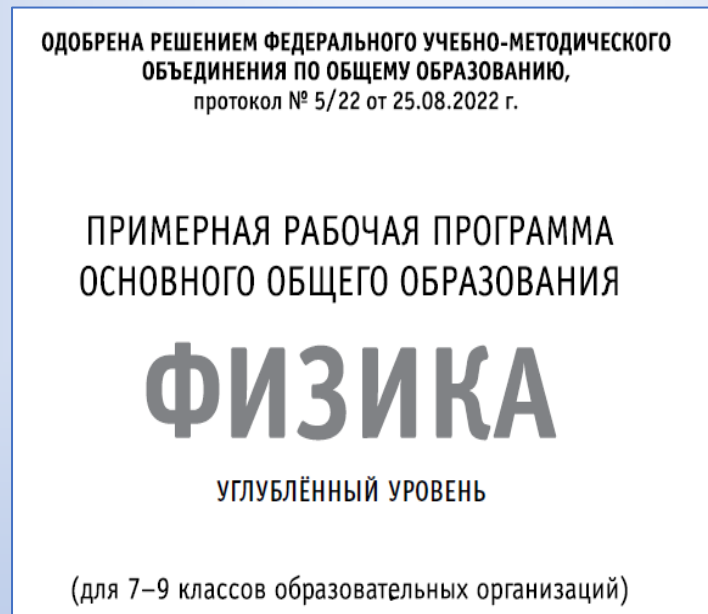 ОДОБРЕНА РЕШЕНИЕМ ФЕДЕРАЛЬНОГО УЧЕБНО-МЕТОДИЧЕСКОГО
ОБЪЕДИНЕНИЯ ПО ОБЩЕМУ ОБРАЗОВАНИЮ,
протокол № 5/22 от 25.08.2022 г.
ПРИМЕРНАЯ РАБОЧАЯ ПРОГРАММА
ОСНОВНОГО ОБЩЕГО ОБРАЗОВАНИЯ
ФИЗИКА
УГЛУБЛЁННЫЙ УРОВЕНЬ
(для 7–9 классов образовательных организаций)